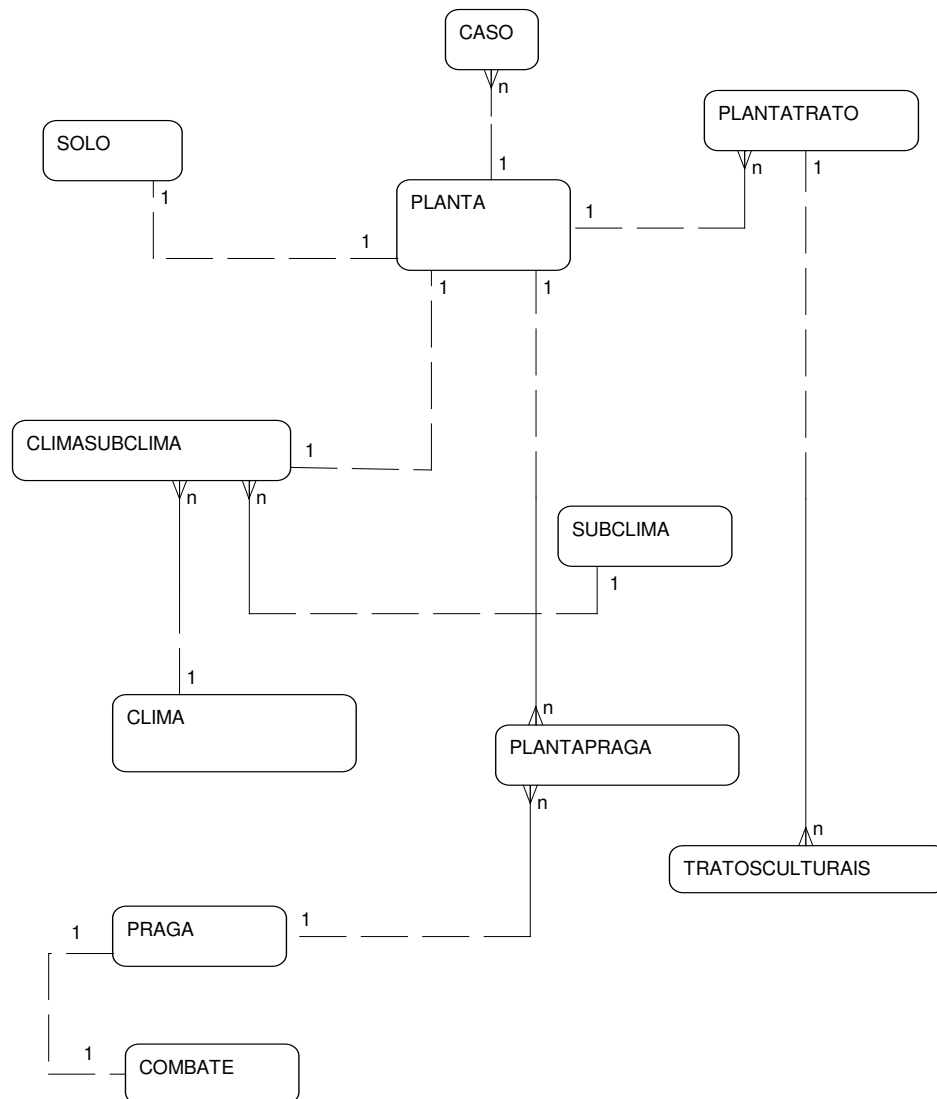 CASO
n
PLANTATRATO
SOLO
n
1
1
1
PLANTA
1
1
1
1
CLIMASUBCLIMA
1
n
n
n
SUBCLIMA
1
1
CLIMA
n
PLANTAPRAGA
n
n
TRATOSCULTURAIS
PRAGA
1
1
1
COMBATE